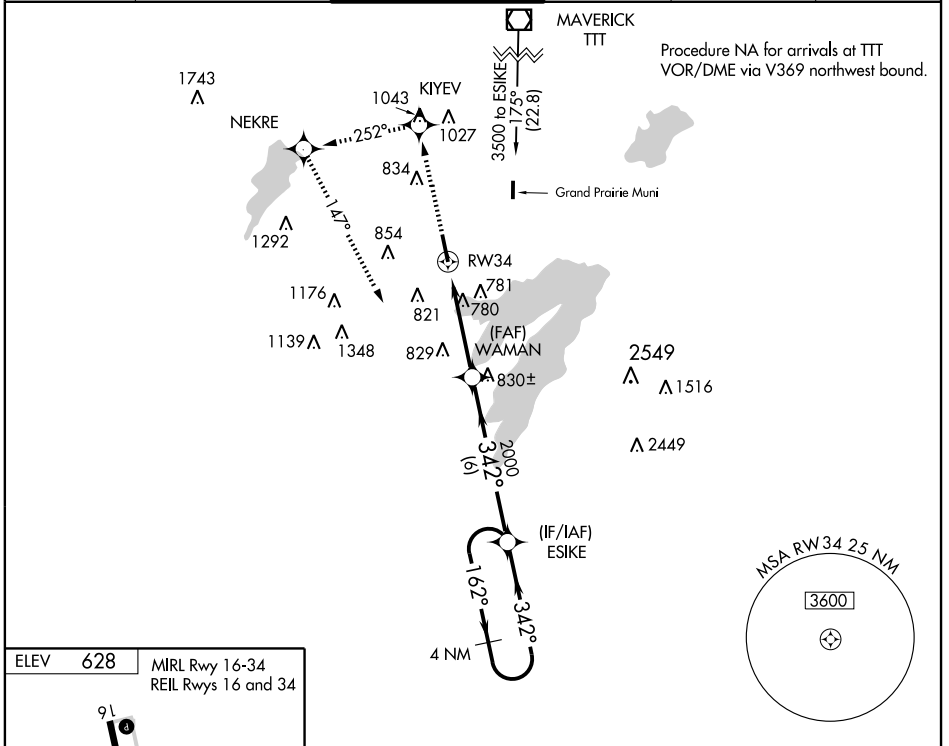 MAVERICK
TTT
Procedure NA for arrivals at TTT
VOR/DME via V369 northwest bound.
3500 to ESIKE
175°
(22.8)
1743
KIYEV
1043
1027
NEKRE
252°
834
Grand Prairie Muni
147°
1292
854
RW34
781
780
1176
821
1139
1348
829
(FAF)
WAMAN
830±
2549
1516
2449
2000
342°
(6)
(IF/IAF)
ESIKE
162°
342°
4 NM
MSA RW34 25 NM
3600
ELEV 628
MIRL Rwy 16-34
REIL Rwys 16 and 34
16
P